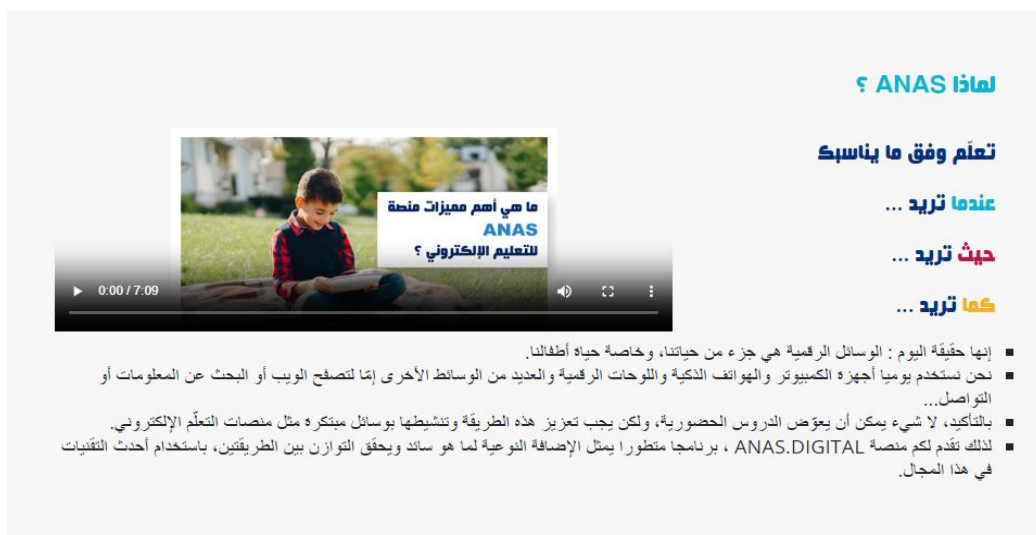 لماذا ANAS ؟
تعلّم وفق ما يناسبك
عندما تريد ...
حيث تريد ...
كما تريد ...
ما هي أهم مميزات منصة
ANAS
للتعليم الإلكتروني ؟
0:00 / 7:09
إنها حقيقة اليوم : الوسائل الرقمية هي جزء من حياتنا، وخاصة حياة أطفالنا.
نحن نستخدم يوميا أجهزة الكمبيوتر والهواتف الذكية واللوحات الرقمية والعديد من الوسائط الأخرى إمّا لتصفح الويب أو البحث عن المعلومات أو
التواصل...
بالتأكيد، لا شيء يمكن أن يعوّض الدروس الحضورية، ولكن يجب تعزيز هذه الطريقة وتنشيطها بوسائل مبتكرة مثل منصات التعلّم الإلكتروني.
لذلك تقدم لكم منصة ANAS.DIGITAL ، برنامجا متطورا يمثل الإضافة النوعية لما هو سائد ويحقق التوازن بين الطريقتين، باستخدام أحدث التقنيات
في هذا المجال.